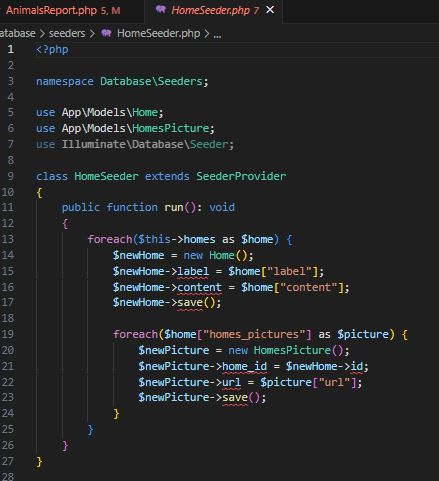 AnimalsReport.php 5, M
HomeSeeder.php 7 ×
atabase > seeders > HomeSeeder.php > ...
1 <?php
2
3 namespace Database\Seeders;
4
5 use App\Models\Home;
6 use App\Models\HomesPicture;
7 use Illuminate\Database\Seeder;
8
9 class HomeSeeder extends SeederProvider
10 {
11 public function run(): void
12 {
13 foreach($this->homes as $home) {
14 $newHome = new Home();
15 $newHome->label = $home["label"];
16 $newHome->content = $home["content"];
17 $newHome->save();
18
19 foreach($home["homes_pictures"] as $picture) {
20 $newPicture = new HomesPicture();
21 $newPicture->home_id = $newHome->id;
22 $newPicture->url = $picture["url"];
23 $newPicture->save();
24 }
25 }
26 }
27 }
28